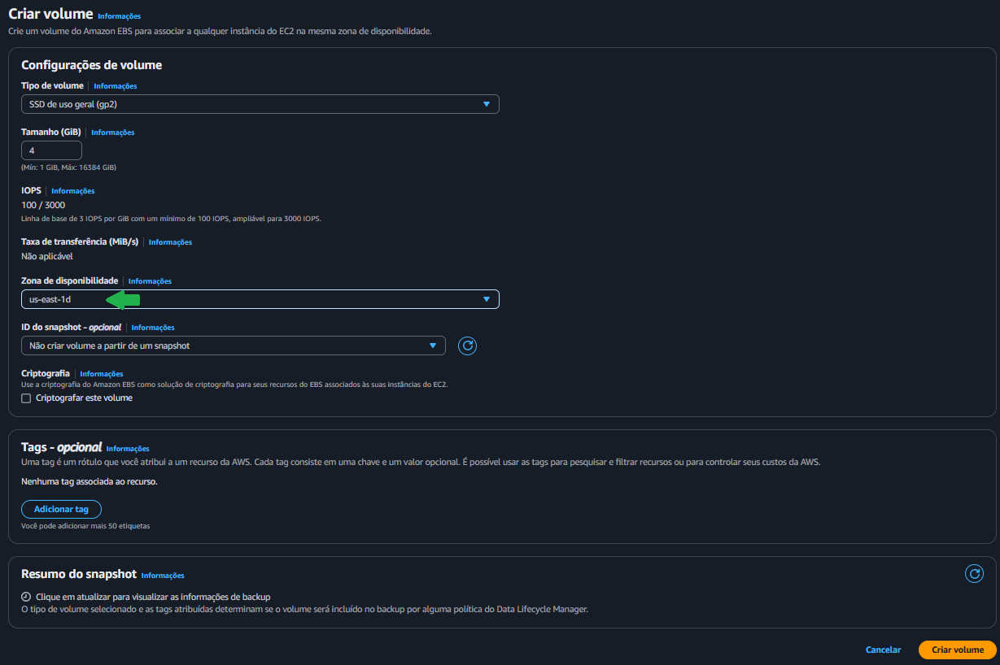 Criar volume Informações
Crie um volume do Amazon EBS para associar a qualquer instância do EC2 na mesma zona de disponibilidade.
Configurações de volume
Tipo de volume Informações
SSD de uso geral (gp2)
Tamanho (GiB) Informações
4
(Mín: 1 GiB, Máx: 16384 GiB)
IOPS Informações
100 / 3000
Linha de base de 3 IOPS por GiB com um mínimo de 100 IOPS, ampliável para 3000 IOPS.
Taxa de transferência (MiB/s) Informações
Não aplicável
Zona de disponibilidade Informações
us-east-1d
ID do snapshot - opcional Informações
Não criar volume a partir de um snapshot
Criptografia Informações
Use a criptografia do Amazon EBS como solução de criptografia para seus recursos do EBS associados às suas instâncias do EC2.
Criptografar este volume
Tags - opcional Informações
Uma tag é um rótulo que você atribui a um recurso da AWS. Cada tag consiste em uma chave e um valor opcional. É possível usar as tags para pesquisar e filtrar recursos ou para controlar seus custos da AWS.
Nenhuma tag associada ao recurso.
Adicionar tag
Você pode adicionar mais 50 etiquetas
Resumo do snapshot Informações
Clique em atualizar para visualizar as informações de backup
O tipo de volume selecionado e as tags atribuídas determinam se o volume será incluído no backup por alguma política do Data Lifecycle Manager.
Cancelar Criar volume